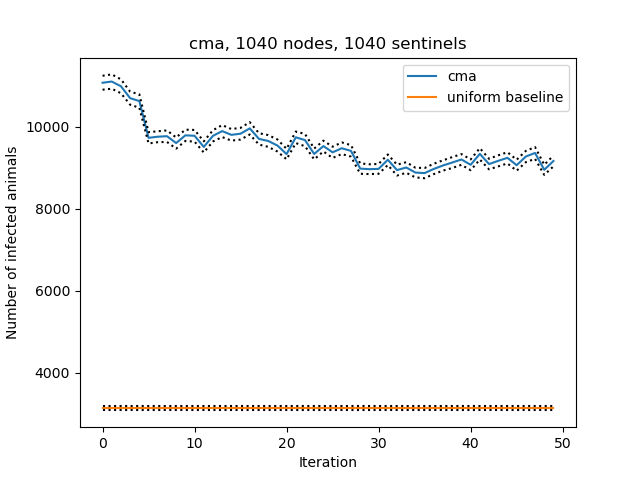 cma, 1040 nodes, 1040 sentinels
cma
uniform baseline
Number of infected animals
10000
8000
6000
4000
0 10 20 30 40 50
Iteration